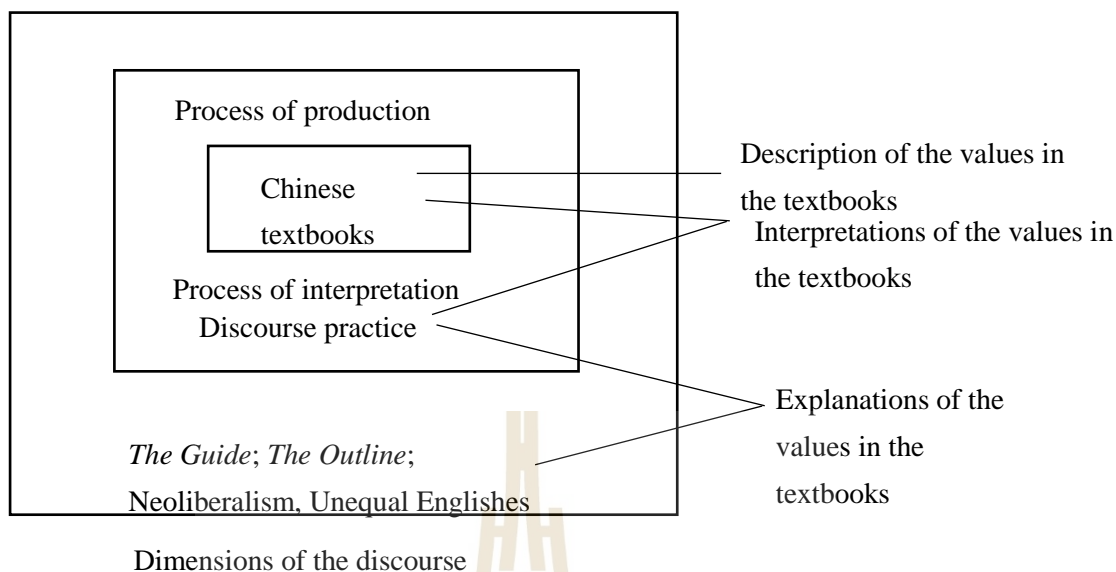 Process of production
Chinese
textbooks
Process of interpretation
Discourse practice
The Guide; The Outline;
Neoliberalism, Unequal Englishes
Dimensions of the discourse
Description of the values in
the textbooks
Interpretations of the values in
the textbooks
Explanations of the
values in the
textbooks